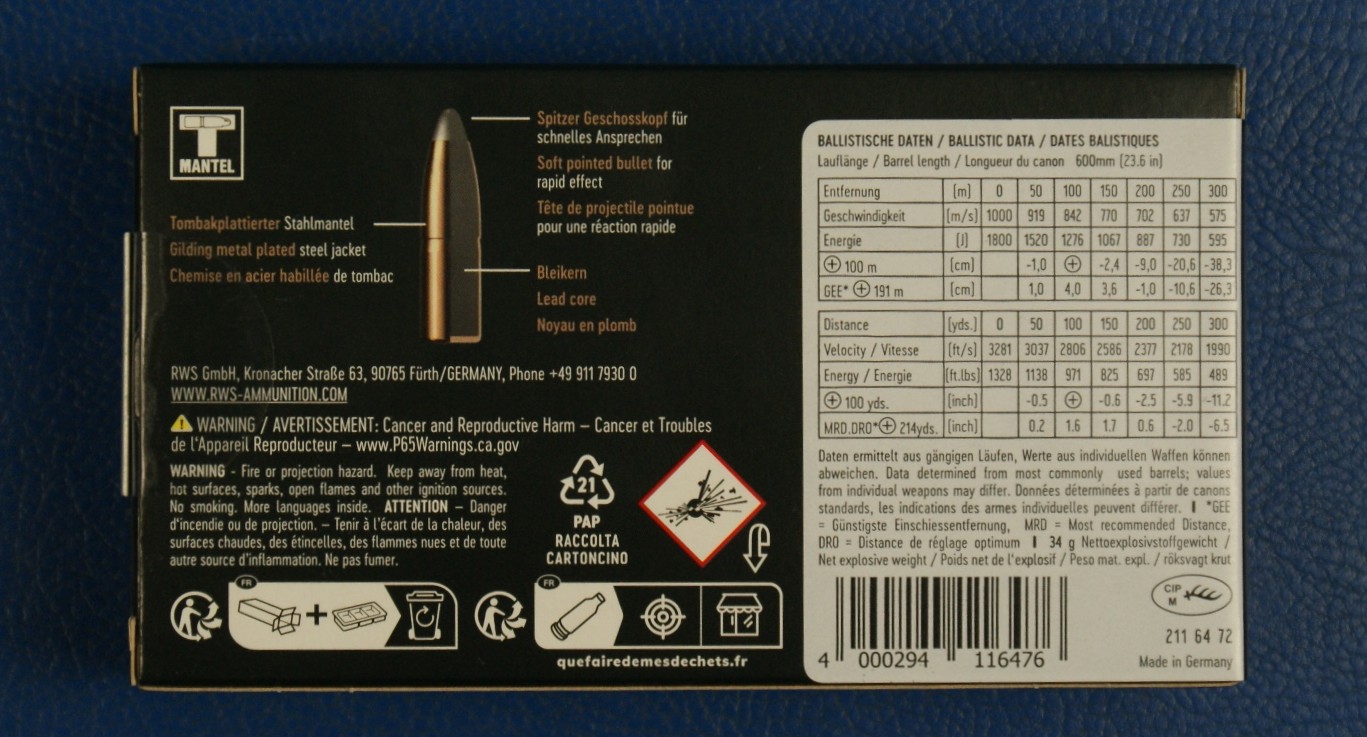 T
MANTEL
Spitzer Geschosskopf für
schnelles Ansprechen
Soft pointed bullet for
rapid effect
Tête de projectile pointue
pour une réaction rapide
Tombakplattierter Stahlmantel
Gilding metal plated steel jacket
Chemise en acier habillée de tombac
Bleikern
Lead core
Noyau en plomb
RWS GmbH, Kronacher Straße 63, 90765 Fürth/GERMANY, Phone +49 911 7930 0
WWW.RWS-AMMUNITION.COM
WARNING / AVERTISSEMENT: Cancer and Reproductive Harm – Cancer et Troubles
de l'Appareil Reproducteur – www.P65Warnings.ca.gov
WARNING - Fire or projection hazard. Keep away from heat,
hot surfaces, sparks, open flames and other ignition sources.
No smoking. More languages inside. ATTENTION – Danger
d'incendie ou de projection. – Tenir à l'écart de la chaleur, des
surfaces chaudes, des étincelles, des flammes nues et de toute
autre source d'inflammation. Ne pas fumer.
21
PAP
RACCOLTA
CARTONCINO
FR
+
FR
quefairedemesdechets.fr
BALLISTISCHE DATEN / BALLISTIC DATA / DATES BALISTIQUES
Lauflänge / Barrel length / Longueur du canon 600mm (23.6 in)
Entfernung [m] 0 50 100 150 200 250 300
Geschwindigkeit [m/s] 1000 919 842 770 702 637 575
Energie [J] 1800 1520 1276 1067 887 730 595
⊕ 100 m [cm] -1,0 ⊕ -2,4 -9,0 -20,6 -38,3
GEE* ⊕ 191 m [cm] 1,0 4,0 3,6 -1,0 -10,6 -26,3
Distance [yds.] 0 50 100 150 200 250 300
Velocity / Vitesse [ft/s] 3281 3037 2806 2586 2377 2178 1990
Energy / Energie [ft.lbs] 1328 1138 971 825 697 585 489
⊕ 100 yds. [inch] -0.5 ⊕ -0.6 -2.5 -5.9 -11.2
MRD.DRO*⊕ 214yds. [inch] 0.2 1.6 1.7 0.6 -2.0 -6.5
Daten ermittelt aus gängigen Läufen, Werte aus individuellen Waffen können
abweichen. Data determined from most commonly used barrels; values
from individual weapons may differ. Données déterminées à partir de canons
standards, les indications des armes individuelles peuvent différer. I *GEE
= Günstigste Einschiessentfernung, MRD = Most recommended Distance,
DRO = Distance de réglage optimum I 34 g Nettoexplosivstoffgewicht /
Net explosive weight / Poids net de l'explosif / Peso mat. expl. / röksvagt krut
CIP
M
211 64 72
4 000294 116476
Made in Germany